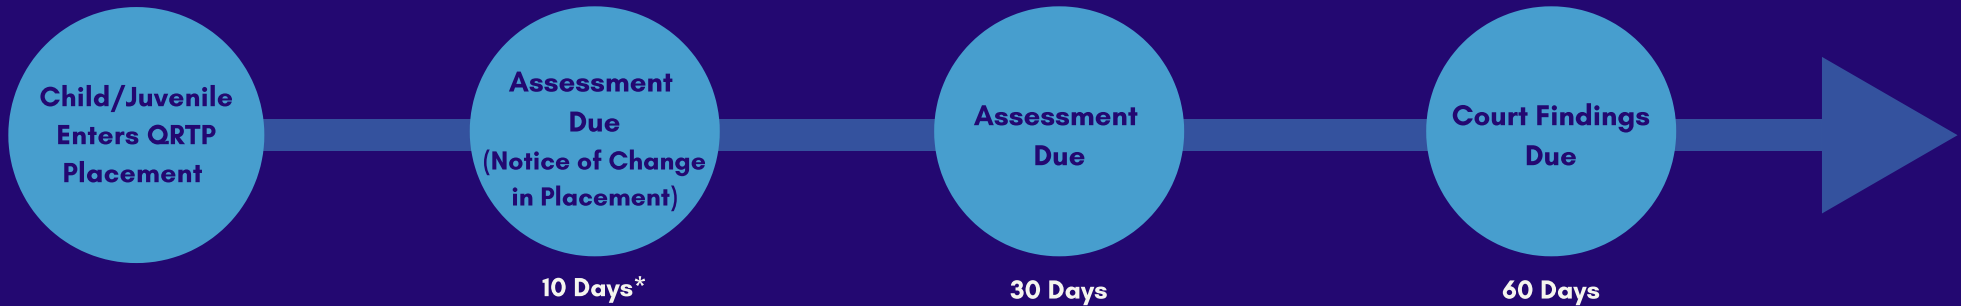 Child/Juvenile
Enters QRTP
Placement
Assessment
Due
(Notice of Change
in Placement)
10 Days*
Assessment
Due
30 Days
Court Findings
Due
60 Days